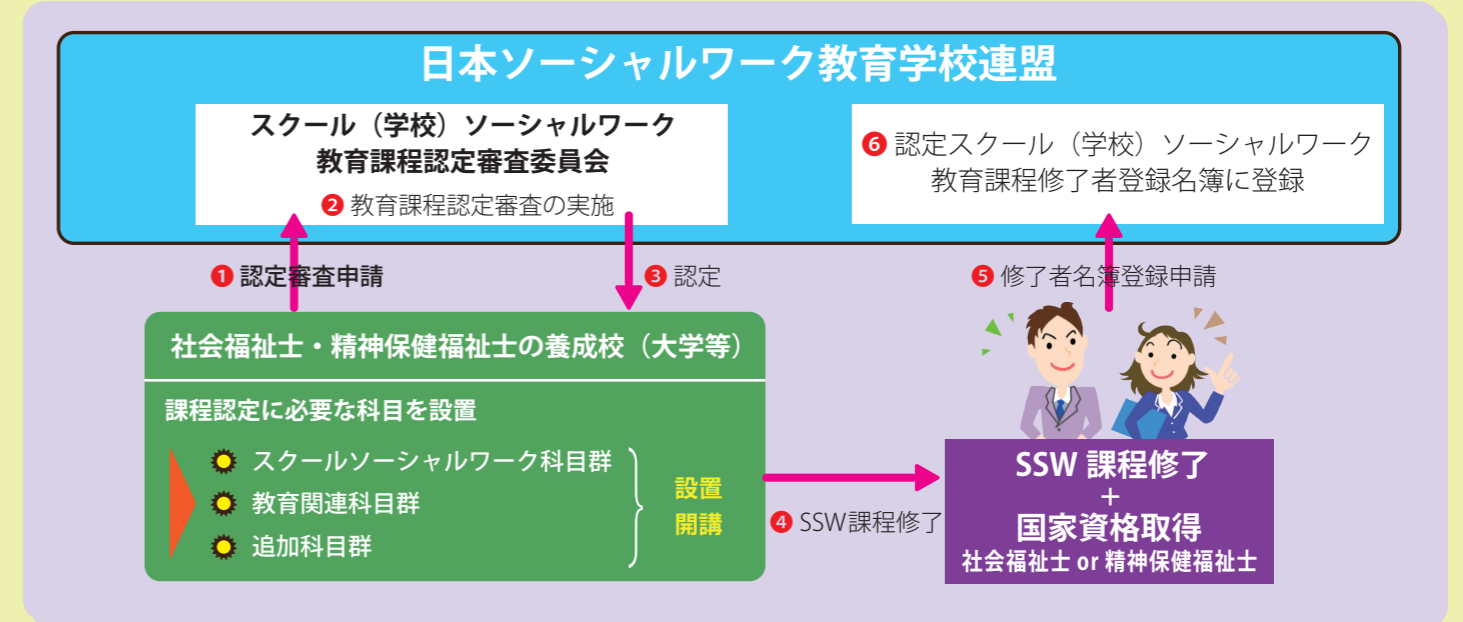 日本ソーシャルワーク教育学校連盟
スクール（学校）ソーシャルワーク
教育課程認定審査委員会
❷ 教育課程認定審査の実施
❻ 認定スクール（学校）ソーシャルワーク
教育課程修了者登録名簿に登録
❶ 認定審査申請
❸ 認定
❺ 修了者名簿登録申請
社会福祉士・精神保健福祉士の養成校（大学等）
課程認定に必要な科目を設置
スクールソーシャルワーク科目群
教育関連科目群
追加科目群
設置
開講
❹ SSW課程修了
SSW 課程修了
+
国家資格取得
社会福祉士 or 精神保健福祉士